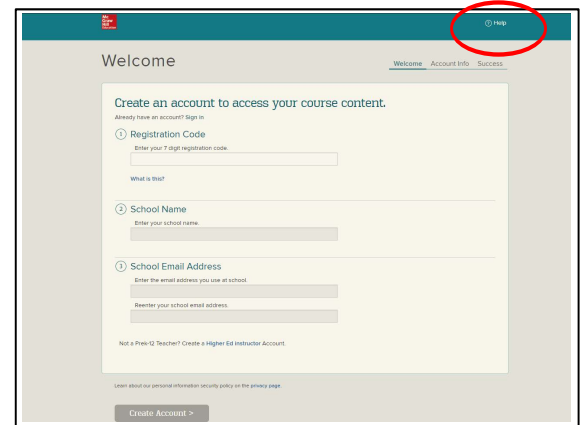 Mc
Graw
Hill
Education
Help
Welcome
Welcome Account Info Success
Create an account to access your course content.
Already have an account? Sign in
1 Registration Code
Enter your 7 digit registration code.
What is this?
2 School Name
Enter your school name.
3 School Email Address
Enter the email address you use at school.
Reenter your school email address.
Not a Prek-12 Teacher? Create a Higher Ed Instructor Account.
Learn about our personal information security policy on the privacy page.
Create Account >